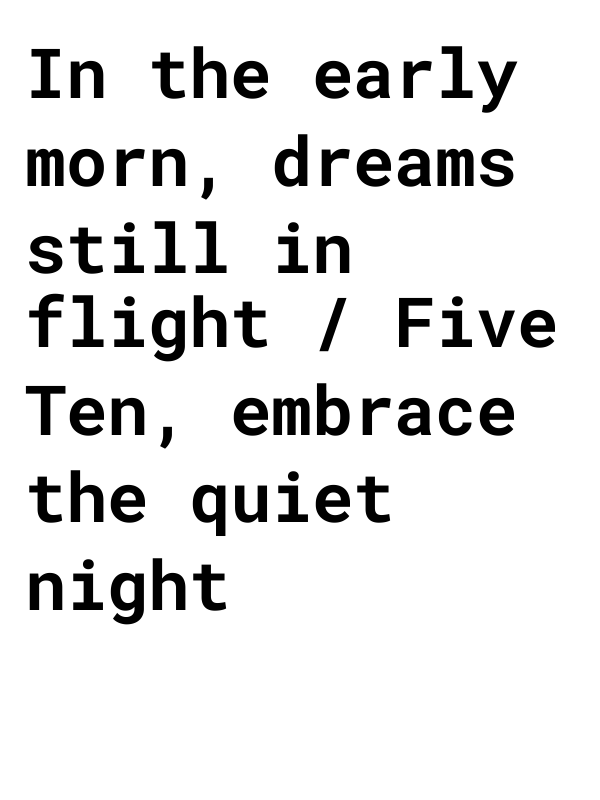 In the early
morn, dreams
still in
flight / Five
Ten, embrace
the quiet
night